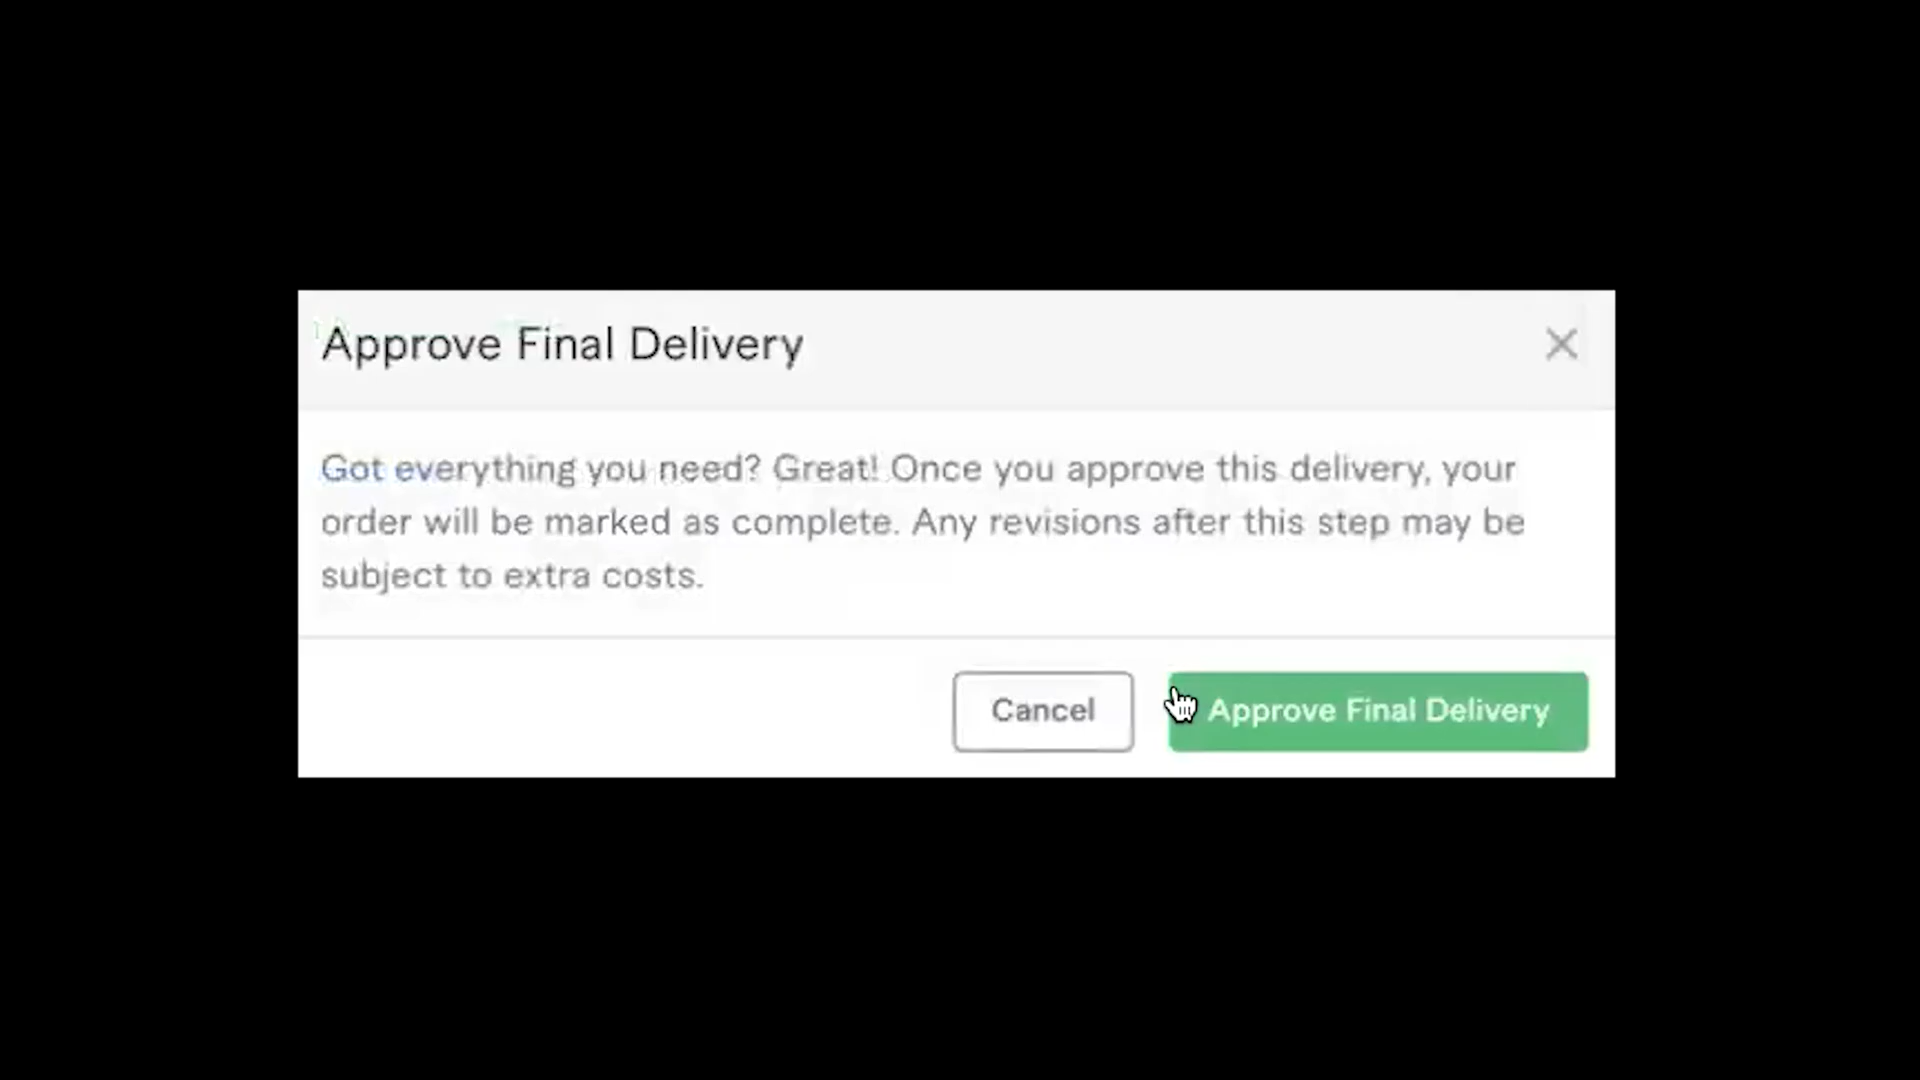 Approve Final Delivery
Got everything you need? Great! Once you approve this delivery, your
order will be marked as complete. Any revisions after this step may be
subject to extra costs.
Cancel
Approve Final Delivery